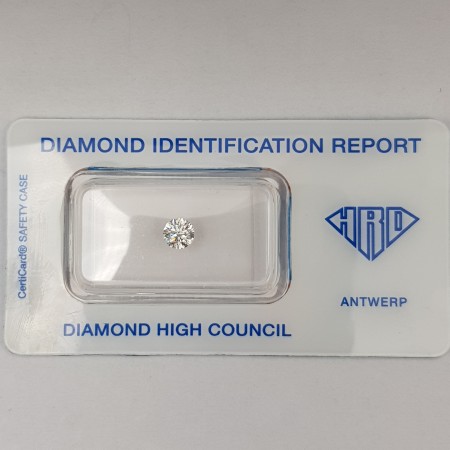 DIAMOND IDENTIFICATION REPORT
CertiCard® SAFETY CASE
HRD
ANTWERP
DIAMOND HIGH COUNCIL